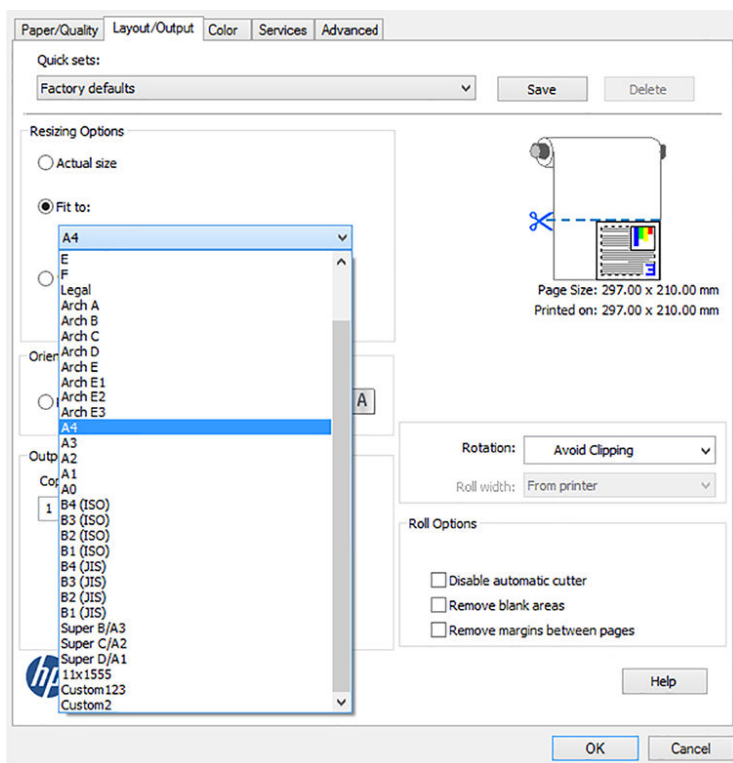 Paper/Quality Layout/Output Color Services Advanced
Quick sets:
Factory defaults
Save Delete
Resizing Options
Actual size
Fit to:
A4
E
F
Legal
Arch A
Arch B
Arch C
Arch D
Arch E
Arch E1
Arch E2
Arch E3
A4
A3
A2
A1
A0
B4 (ISO)
B3 (ISO)
B2 (ISO)
B1 (ISO)
B4 (JIS)
B3 (JIS)
B2 (JIS)
B1 (JIS)
Super B/A3
Super C/A2
Super D/A1
11x1555
Custom123
Custom2
Orien
A
Outp
Cop
1
hp
E
Page Size: 297.00 x 210.00 mm
Printed on: 297.00 x 210.00 mm
Rotation: Avoid Clipping
Roll width: From printer
Roll Options
Disable automatic cutter
Remove blank areas
Remove margins between pages
Help
OK Cancel